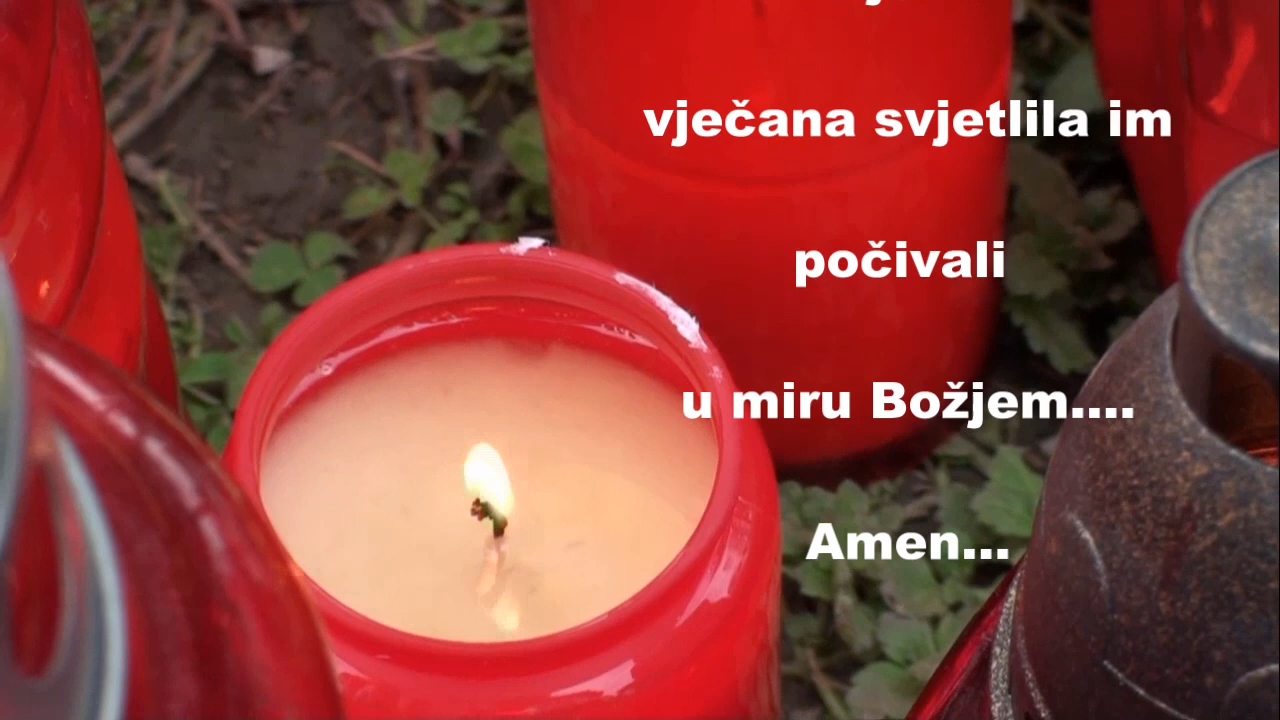 vječana svjetlila im
počivali
u miru Božjem....
Amen...